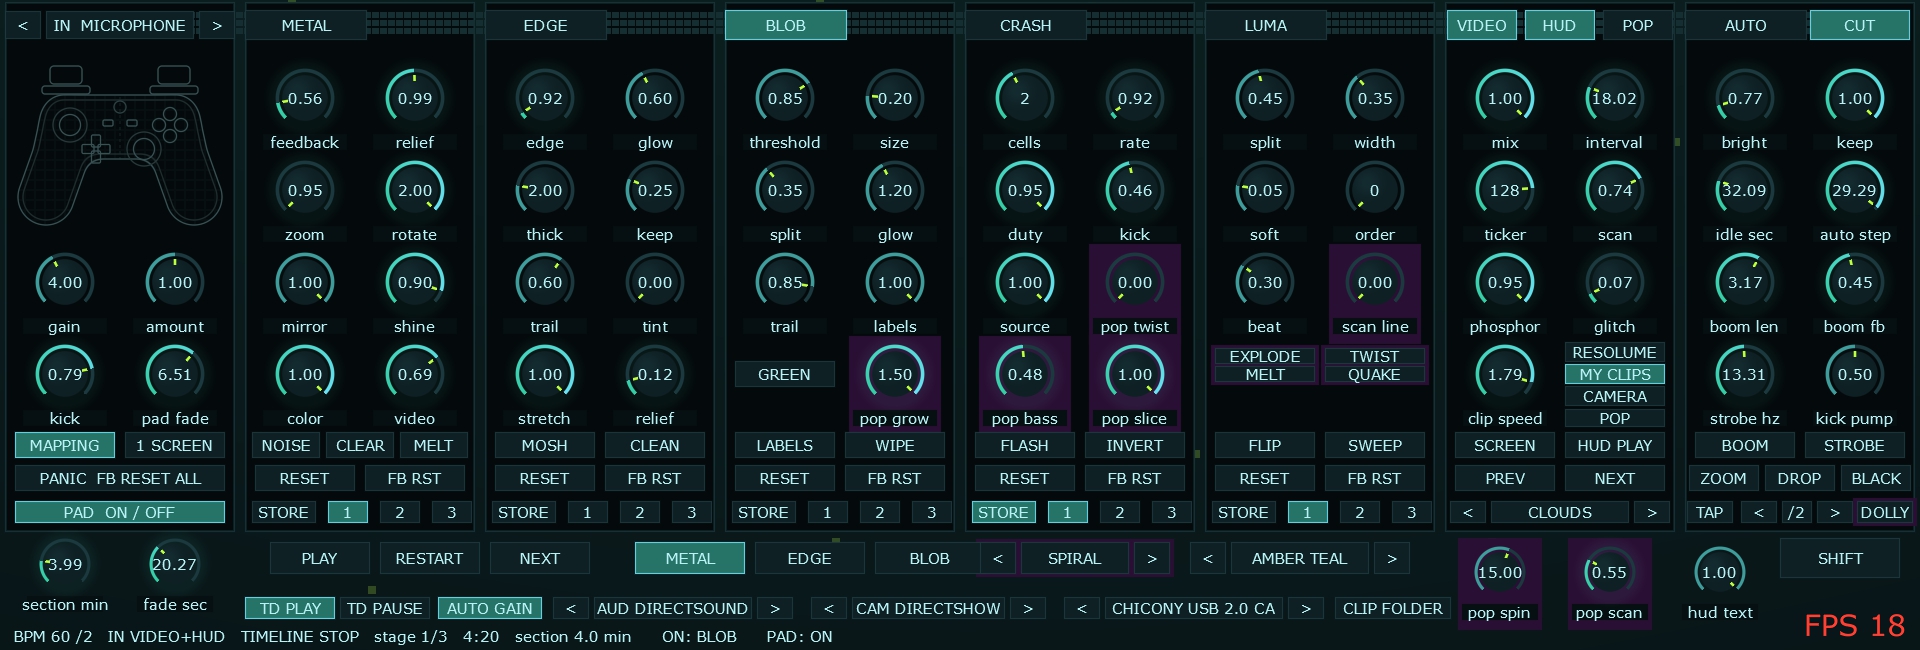 < IN MICROPHONE > METAL EDGE BLOB CRASH LUMA VIDEO HUD POP AUTO CUT
0.56 0.99 0.92 0.60 0.85 0.20 2 0.92 0.45 0.35 1.00 18.02 0.77 1.00
feedback relief edge glow threshold size cells rate split width mix interval bright keep
0.95 2.00 2.00 0.25 0.35 1.20 0.95 0.46 0.05 0 128 0.74 32.09 29.29
zoom rotate thick keep split glow duty kick soft order ticker scan idle sec auto step
4.00 1.00 1.00 0.90 0.60 0.00 0.85 1.00 1.00 0.00 0.30 0.00 0.95 0.07 3.17 0.45
gain amount mirror shine trail tint trail labels source pop twist beat scan line phosphor glitch boom len boom fb
EXPLODE TWIST RESOLUME
0.79 6.51 1.00 0.69 1.00 0.12 GREEN 1.50 0.48 1.00 MELT QUAKE 1.79 MY CLIPS 13.31 0.50
CAMERA
kick pad fade color video stretch relief pop grow pop bass pop slice clip speed POP strobe hz kick pump
MAPPING 1 SCREEN NOISE CLEAR MELT MOSH CLEAN LABELS WIPE FLASH INVERT FLIP SWEEP SCREEN HUD PLAY BOOM STROBE
PANIC FB RESET ALL RESET FB RST RESET FB RST RESET FB RST RESET FB RST RESET FB RST PREV NEXT ZOOM DROP BLACK
PAD ON / OFF STORE 1 2 3 STORE 1 2 3 STORE 1 2 3 STORE 1 2 3 STORE 1 2 3 < CLOUDS > TAP < /2 > DOLLY
3.99 20.27 PLAY RESTART NEXT METAL EDGE BLOB < SPIRAL > < AMBER TEAL > 15.00 0.55 1.00 SHIFT
section min fade sec TD PLAY TD PAUSE AUTO GAIN < AUD DIRECTSOUND > < CAM DIRECTSHOW > < CHICONY USB 2.0 CA > CLIP FOLDER pop spin pop scan hud text
BPM 60 /2 IN VIDEO+HUD TIMELINE STOP stage 1/3 4:20 section 4.0 min ON: BLOB PAD: ON FPS 18